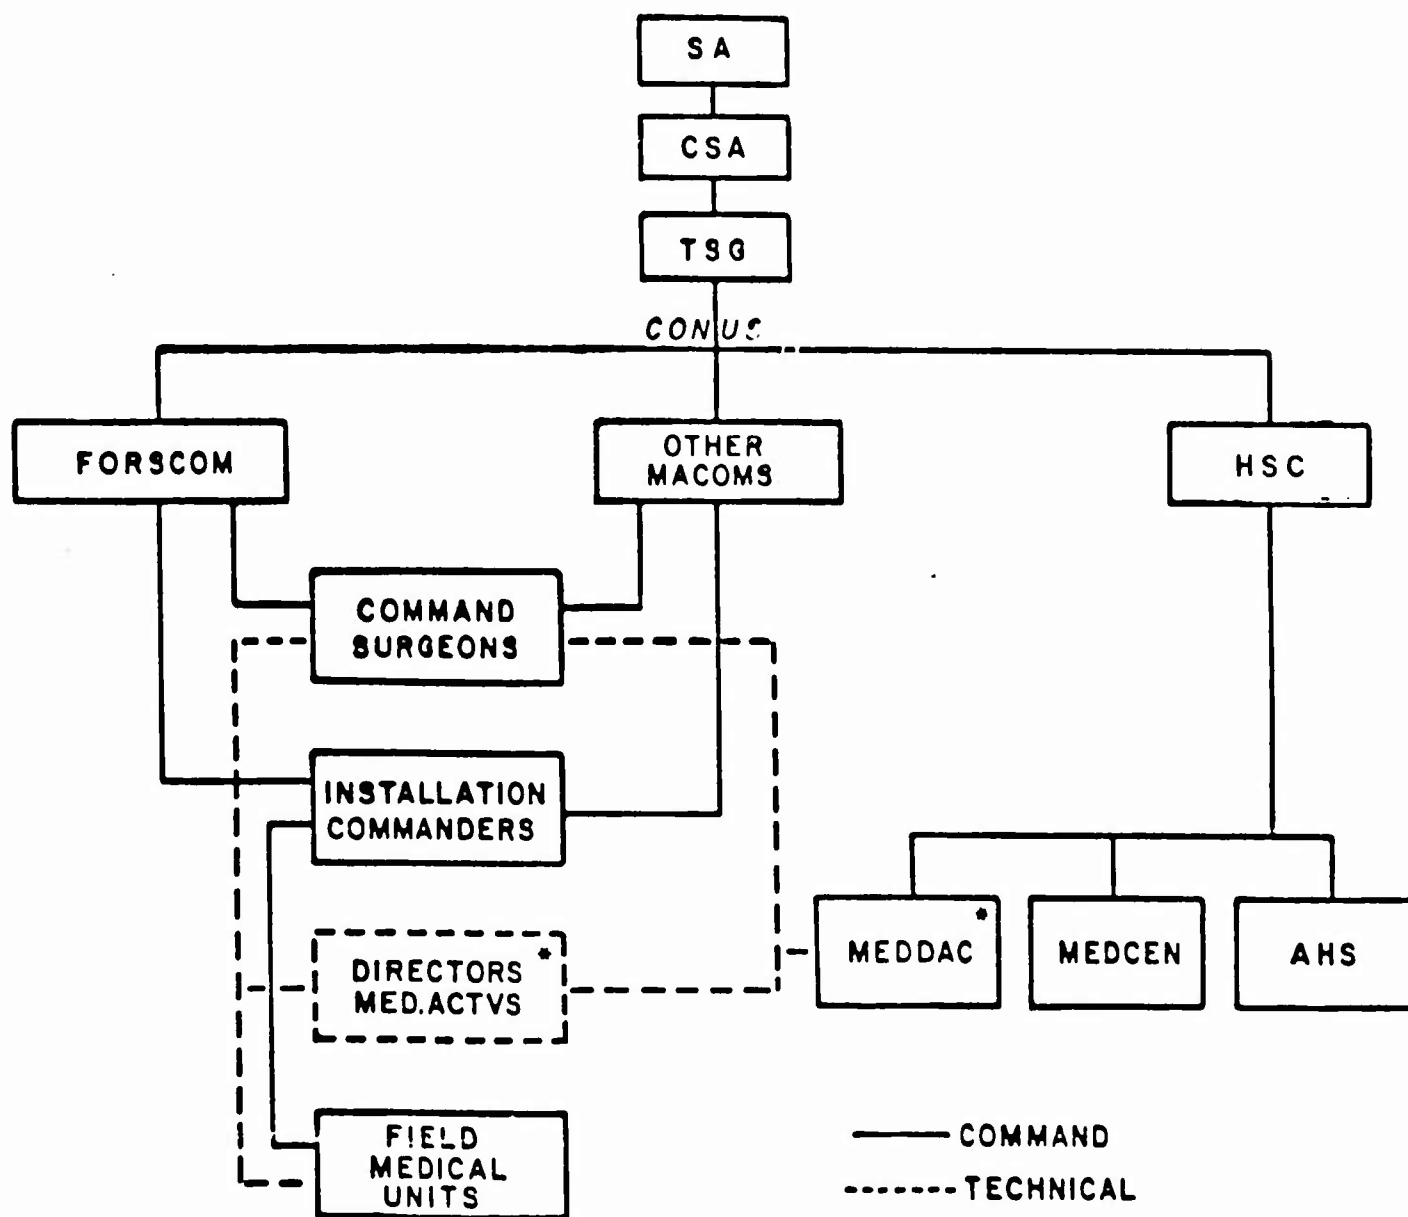 SA
CSA
TSG
CONUS
FORSCOM
OTHER
MACOMS
HSC
COMMAND
SURGEONS
INSTALLATION
COMMANDERS
DIRECTORS *
MED.ACTVS
MEDDAC *
MEDCEN
AHS
FIELD
MEDICAL
UNITS
COMMAND
TECHNICAL